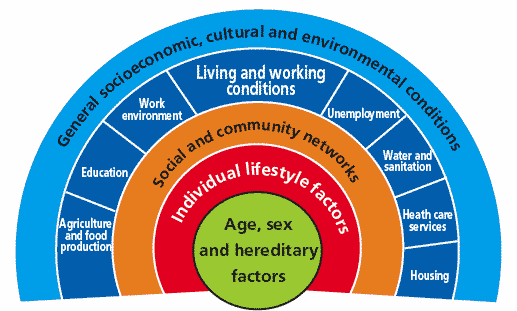 General socioeconomic, cultural and environmental conditions
Living and working
conditions
Work
environment
Unemployment
Education
Water and
sanitation
Agriculture
and food
production
Heath care
services
Housing
Social and community networks
Individual lifestyle factors
Age, sex
and hereditary
factors